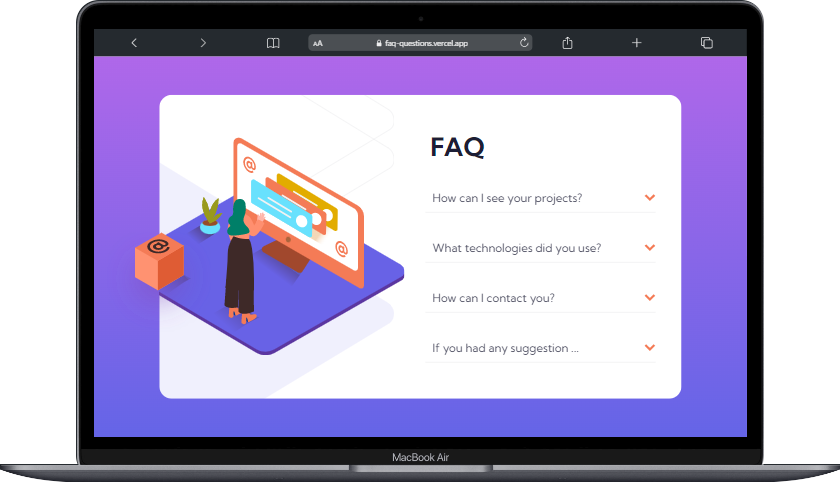 AA
faq-questions.vercel.app
FAQ
How can I see your projects?
What technologies did you use?
How can I contact you?
If you had any suggestion ...
@
@
@
MacBook Air